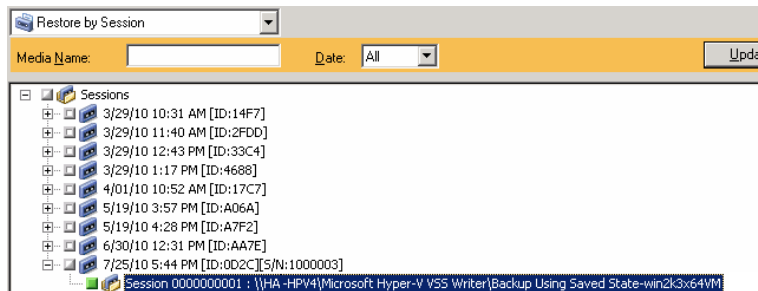 Restore by Session
Media Name: Date: All Upda
Sessions
3/29/10 10:31 AM [ID:14F7]
3/29/10 11:40 AM [ID:2FDD]
3/29/10 12:43 PM [ID:33C4]
3/29/10 1:17 PM [ID:4688]
4/01/10 10:52 AM [ID:17C7]
5/19/10 3:57 PM [ID:A06A]
5/19/10 4:28 PM [ID:A7F2]
6/30/10 12:31 PM [ID:AA7E]
7/25/10 5:44 PM [ID:0D2C][S/N:1000003]
Session 0000000001 : \\HA-HPV4\Microsoft Hyper-V VSS Writer\Backup Using Saved State-win2k3x64VM